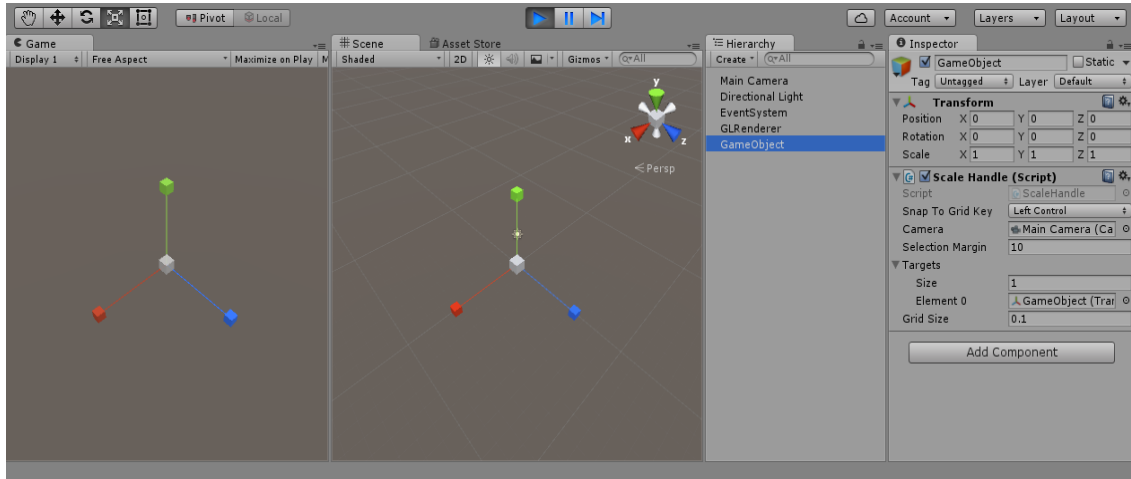 Pivot Local Account Layers Layout
Game
Display 1 Free Aspect Maximize on Play M
Scene Asset Store
Shaded 2D Gizmos All
y
x
z
Persp
Hierarchy
Create All
Main Camera
Directional Light
EventSystem
GLRenderer
GameObject
Inspector
GameObject Static
Tag Untagged Layer Default
Transform
Position X 0 Y 0 Z 0
Rotation X 0 Y 0 Z 0
Scale X 1 Y 1 Z 1
Scale Handle (Script)
Script ScaleHandle
Snap To Grid Key Left Control
Camera Main Camera (Ca
Selection Margin 10
Targets
Size 1
Element 0 GameObject (Trar
Grid Size 0.1
Add Component